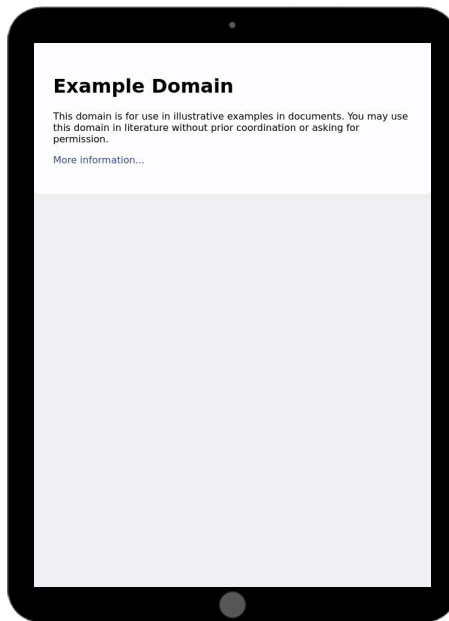 Example Domain
This domain is for use in illustrative examples in documents. You may use
this domain in literature without prior coordination or asking for
permission.
More information...